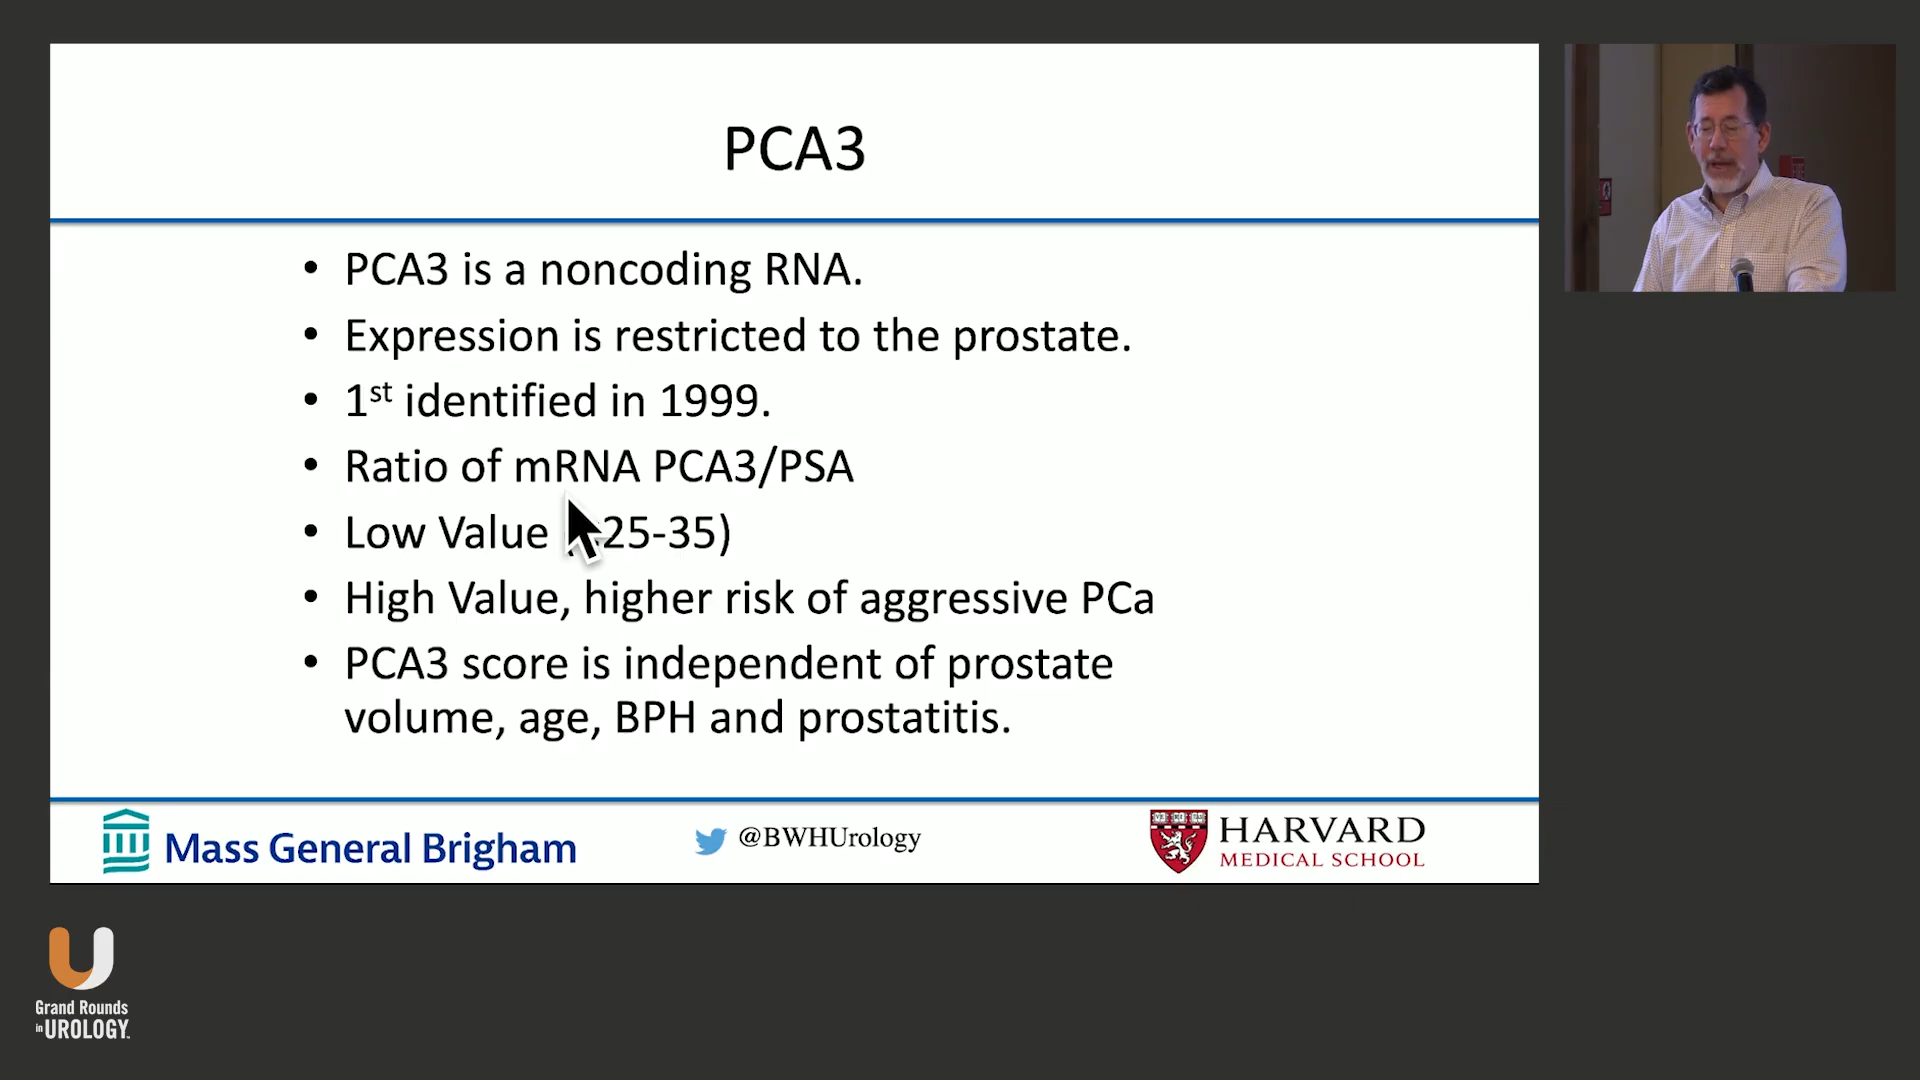 PCA3
• PCA3 is a noncoding RNA.
• Expression is restricted to the prostate.
• 1st identified in 1999.
• Ratio of mRNA PCA3/PSA
• Low Value 25-35)
• High Value, higher risk of aggressive PCa
• PCA3 score is independent of prostate
volume, age, BPH and prostatitis.
Mass General Brigham
@BWHUrology
HARVARD
MEDICAL SCHOOL
Grand Rounds
in UROLOGY